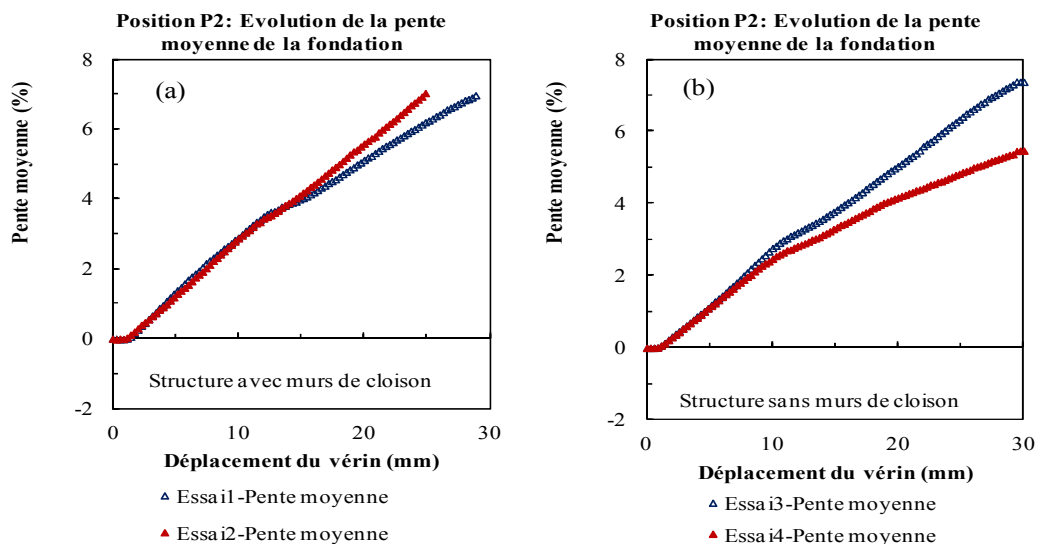 Position P2: Evolution de la pente
moyenne de la fondation
Pente moyenne (%)
(a)
8
6
4
2
0
-2
Structure avec murs de cloison
0
10
20
30
Déplacement du vérin (mm)
Essai1-Pente moyenne
Essai2-Pente moyenne
Position P2: Evolution de la pente
moyenne de la fondation
Pente moyenne (%)
(b)
8
6
4
2
0
-2
Structure sans murs de cloison
0
10
20
30
Déplacement du vérin (mm)
Essai3-Pente moyenne
Essai4-Pente moyenne